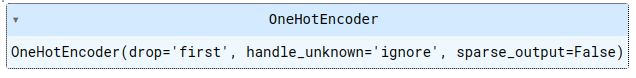 OneHotEncoder
OneHotEncoder(drop='first', handle_unknown='ignore', sparse_output=False)